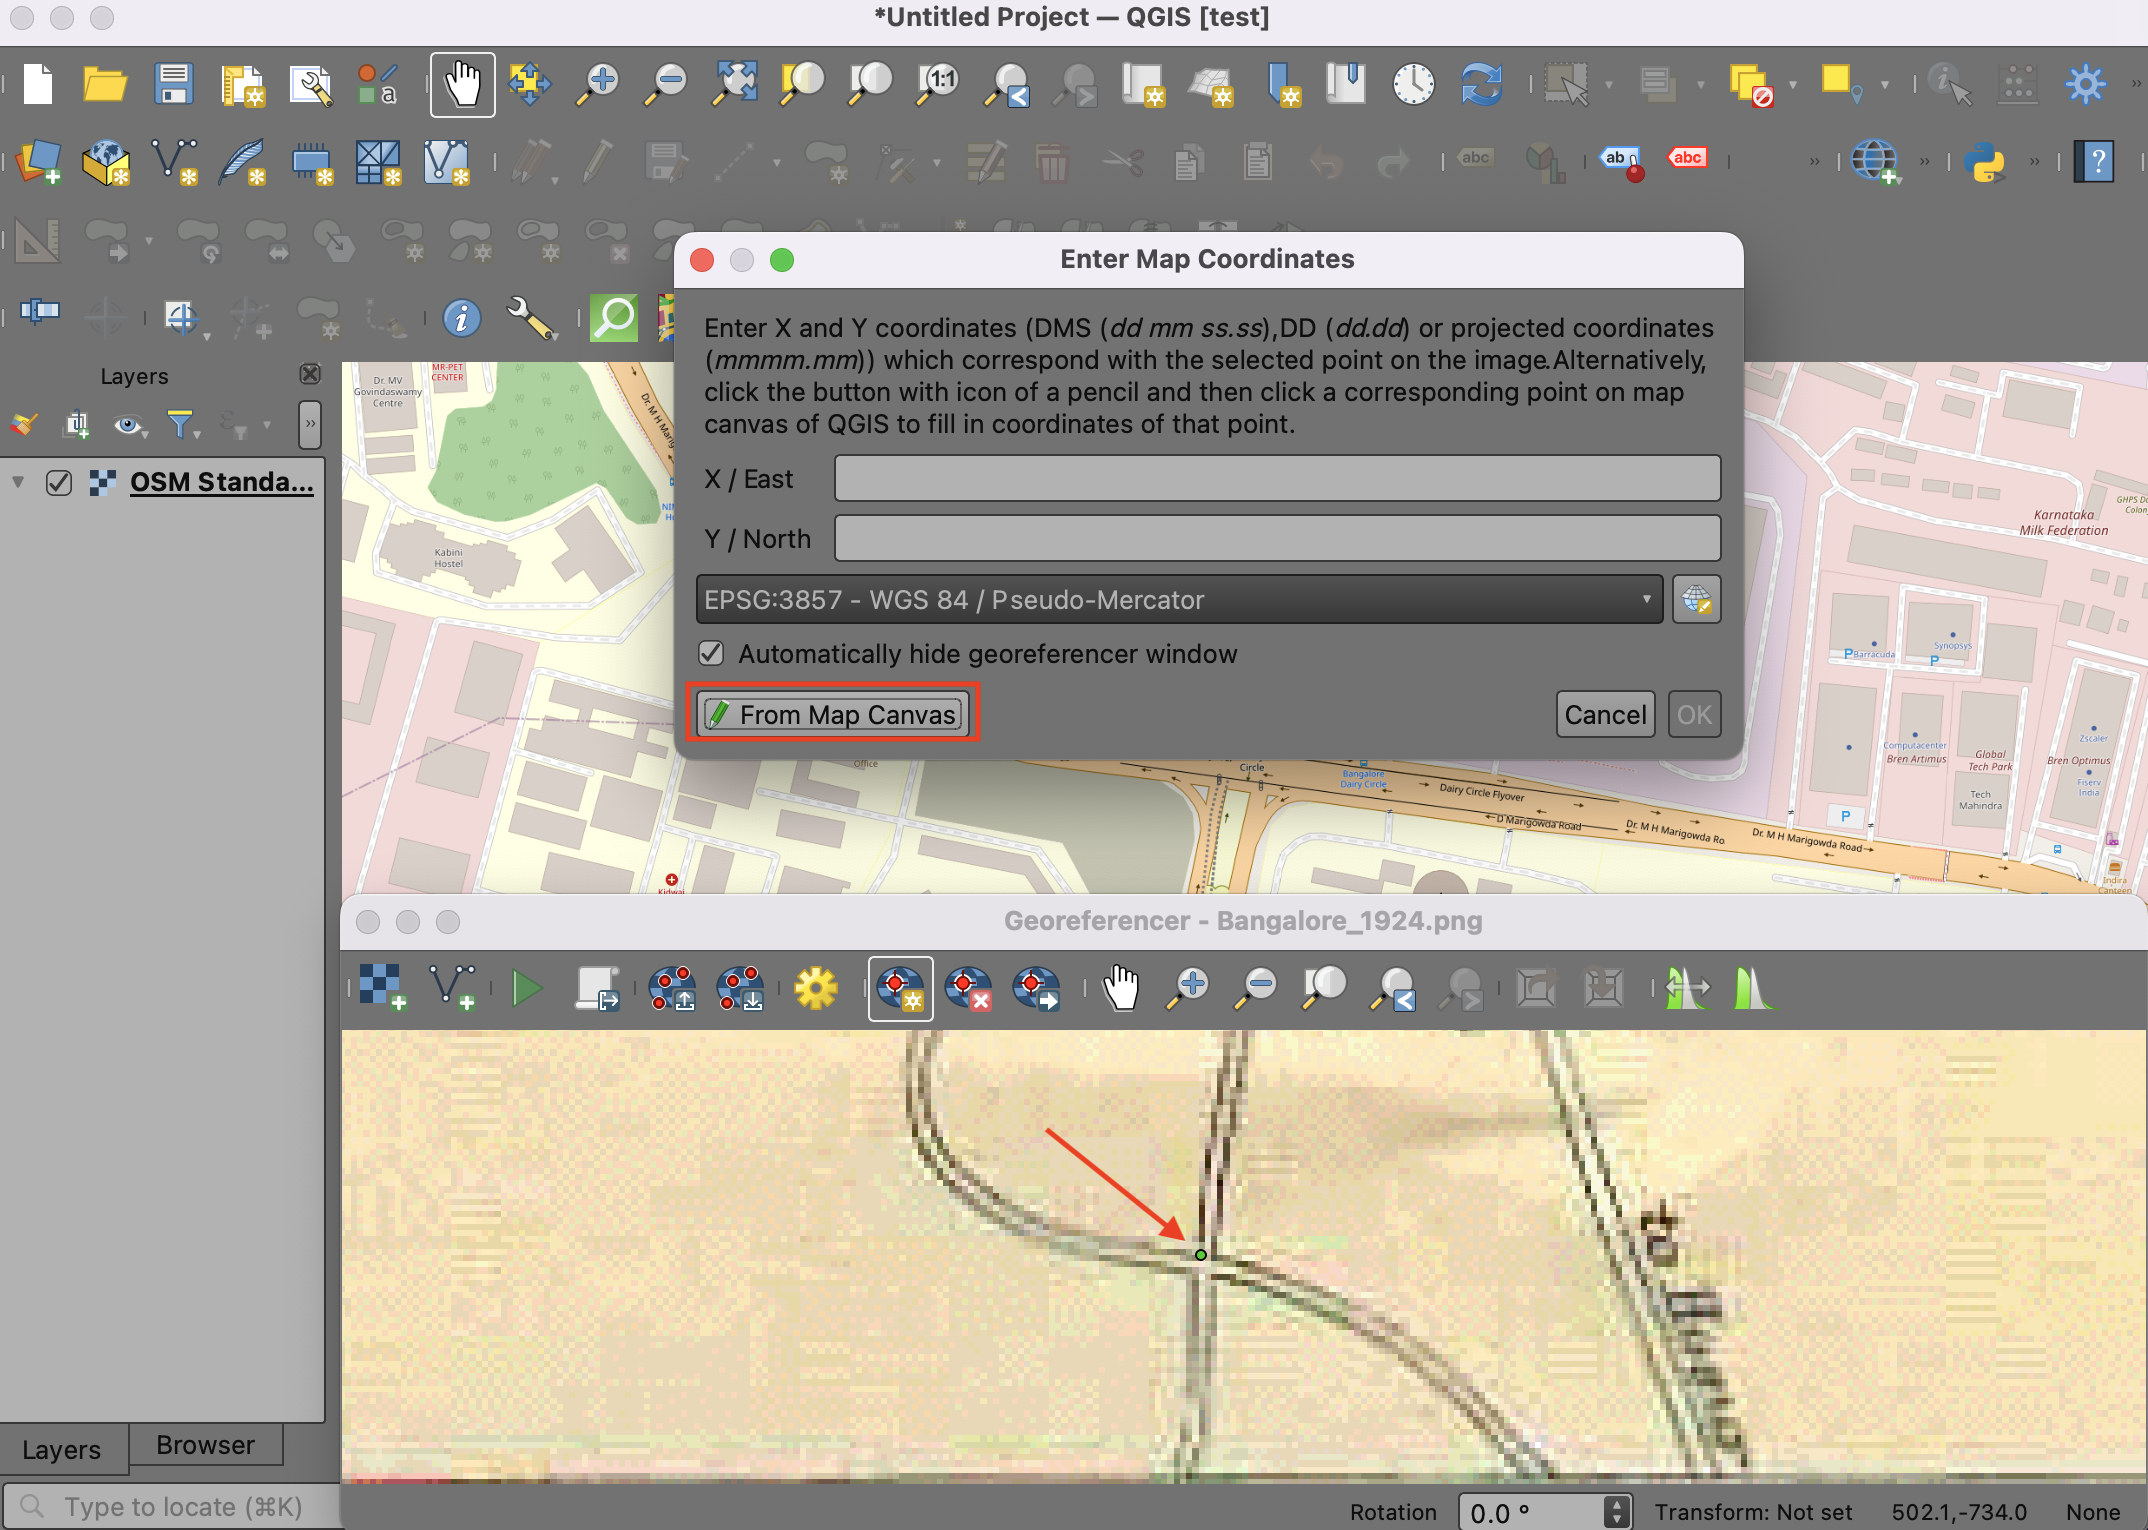 *Untitled Project — QGIS [test]
1:1
a
abc
ab
abc
?
Enter Map Coordinates
Enter X and Y coordinates (DMS (dd mm ss.ss),DD (dd.dd) or projected coordinates
(mmmm.mm)) which correspond with the selected point on the image.Alternatively,
click the button with icon of a pencil and then click a corresponding point on map
canvas of QGIS to fill in coordinates of that point.
X / East
Y / North
EPSG:3857 - WGS 84 / Pseudo-Mercator
Automatically hide georeferencer window
From Map Canvas
Cancel
OK
Layers
OSM Standa...
Dr. MV
Govindaswamy
Centre
MR-PET
CENTER
Kabini
Hostel
Office
Kidwai
Circle
Bangalore
Dairy Circle
Dairy Circle Flyover
D Marigowda Road
Dr. M H Marigowda Ro
Dr. M H Marigowda Road
Karnataka
Milk Federation
P
Barracuda
Synopsys
P
Computacenter
Bren Artimus
Global
Tech Park
Tech
Mahindra
Zscaler
Bren Optimus
Fiserv
India
P
Indira
Canteen
Georeferencer - Bangalore_1924.png
Layers
Browser
Type to locate (⌘K)
Rotation
0.0 °
Transform: Not set
502.1,-734.0
None